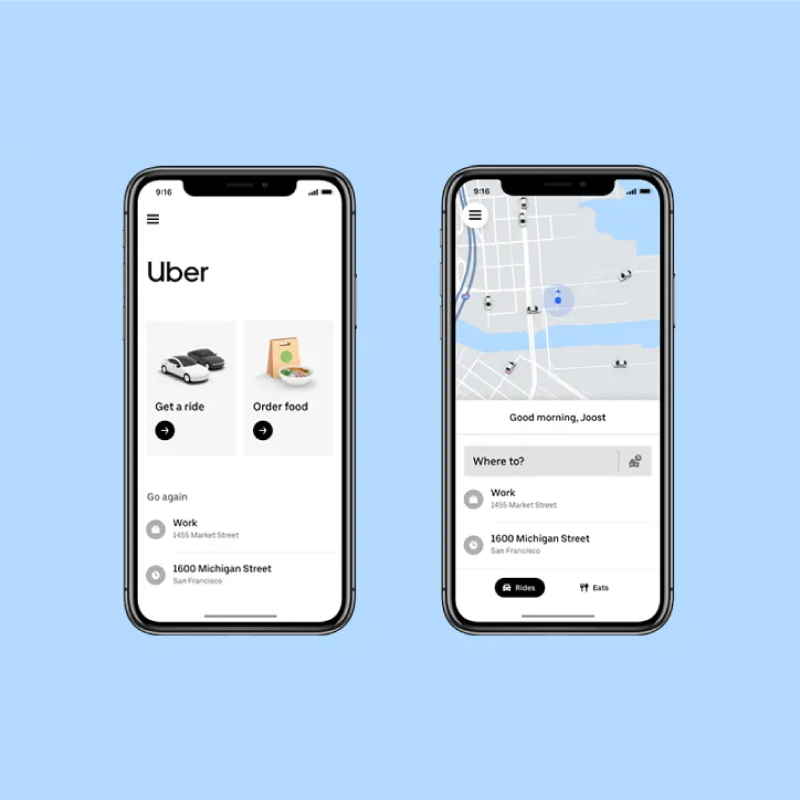 9:16
Uber
Get a ride
Order food
Go again
Work
1455 Market Street
1600 Michigan Street
San Francisco
9:16
Good morning, Joost
Where to?
Work
1455 Market Street
1600 Michigan Street
San Francisco
Rides
Eats